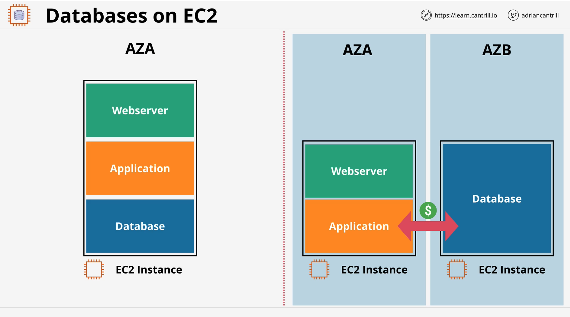 Databases on EC2
https://learn.cantrill.io
adriancantrill
AZA
Webserver
Application
Database
EC2 Instance
AZA
AZB
Webserver
Application
$
Database
EC2 Instance
EC2 Instance